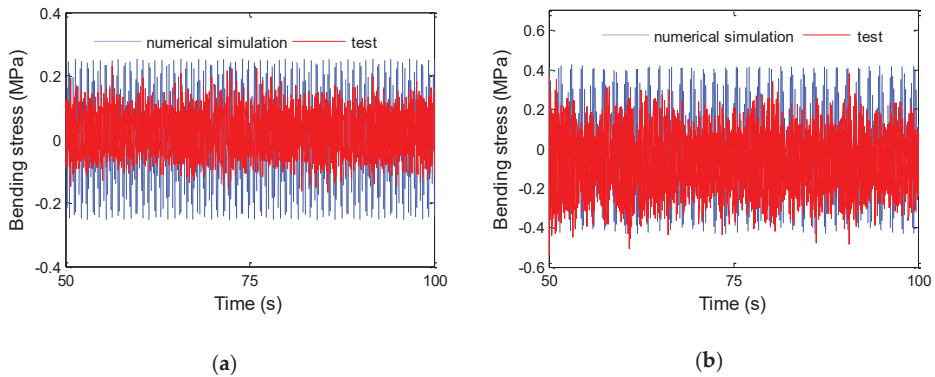 0.4
0.2
0
-0.2
-0.4
Bending stress (MPa)
numerical simulation
test
50
75
100
Time (s)
(a)
0.6
0.4
0.2
0
-0.2
-0.4
-0.6
Bending stress (MPa)
numerical simulation
test
50
75
100
Time (s)
(b)